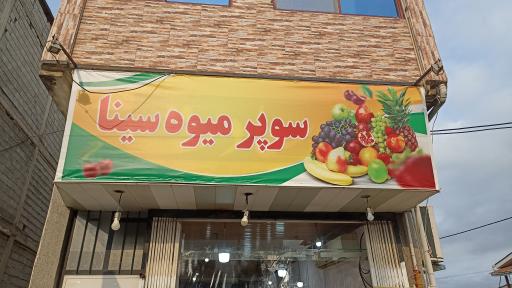 سوپر میوه سینا